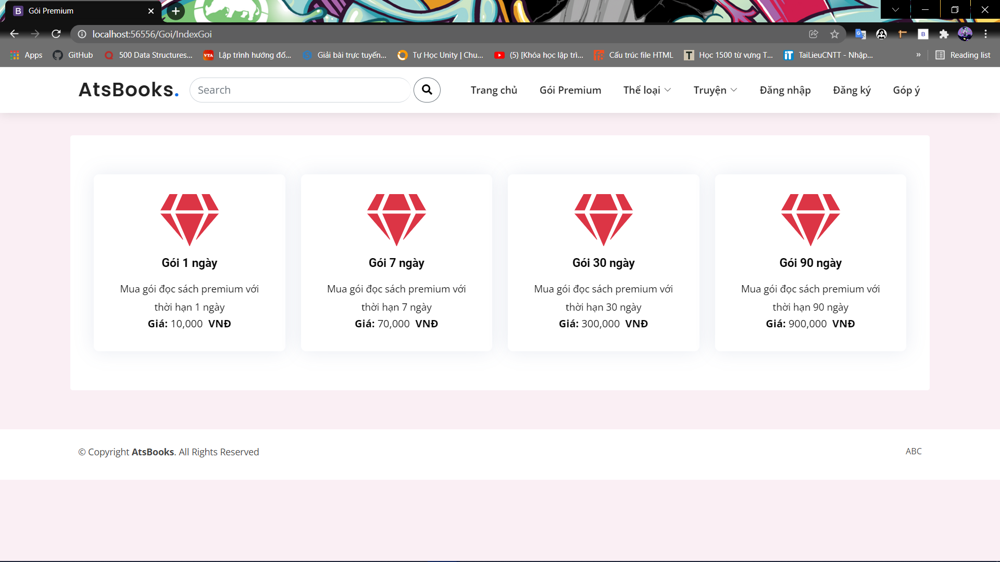 Gói Premium
localhost:56556/Goi/IndexGoi
Apps GitHub 500 Data Structures... Lập trình hướng đố... Giải bài trực tuyến... Tự Học Unity | Chu... (5) [Khóa học lập trì... Cấu trúc file HTML Học 1500 từ vựng T... TaiLieuCNTT - Nhập... » Reading list
AtsBooks. Search Trang chủ Gói Premium Thể loại Truyện Đăng nhập Đăng ký Góp ý
Gói 1 ngày
Mua gói đọc sách premium với
thời hạn 1 ngày
Giá: 10,000 VNĐ
Gói 7 ngày
Mua gói đọc sách premium với
thời hạn 7 ngày
Giá: 70,000 VNĐ
Gói 30 ngày
Mua gói đọc sách premium với
thời hạn 30 ngày
Giá: 300,000 VNĐ
Gói 90 ngày
Mua gói đọc sách premium với
thời hạn 90 ngày
Giá: 900,000 VNĐ
© Copyright AtsBooks. All Rights Reserved
ABC